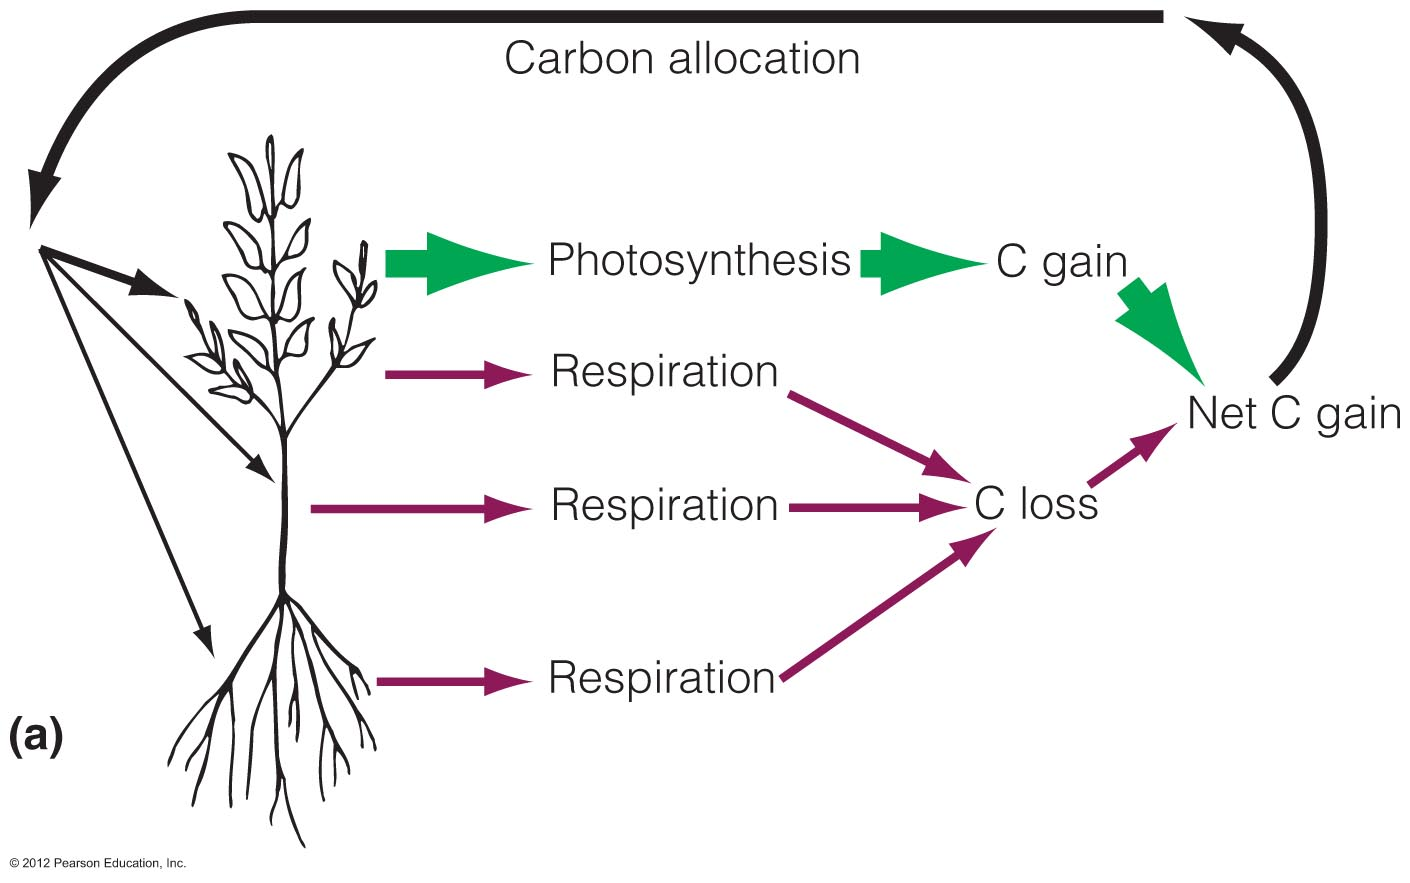 Carbon allocation
Photosynthesis
C gain
Respiration
Net C gain
Respiration
C loss
Respiration
(a)
© 2012 Pearson Education, Inc.